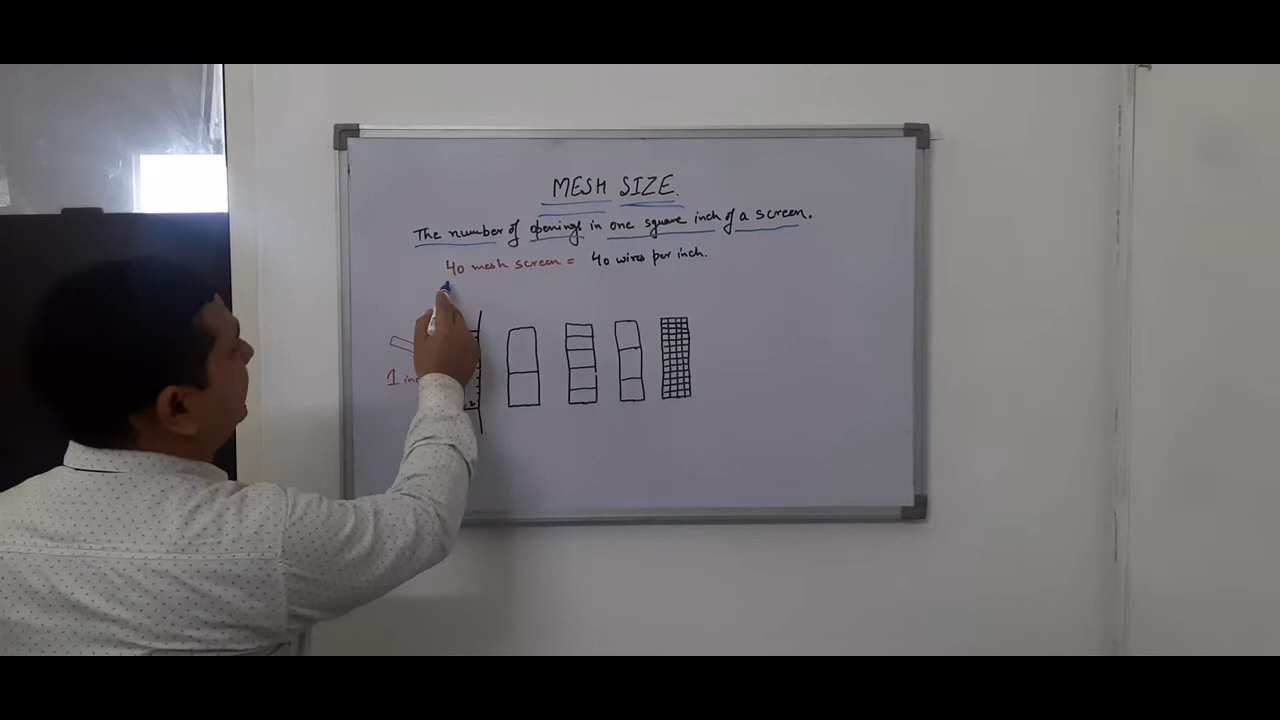 MESH SIZE.
The number of openings in one square inch of a screen.
40 mesh screen = 40 wires per inch.
1
2